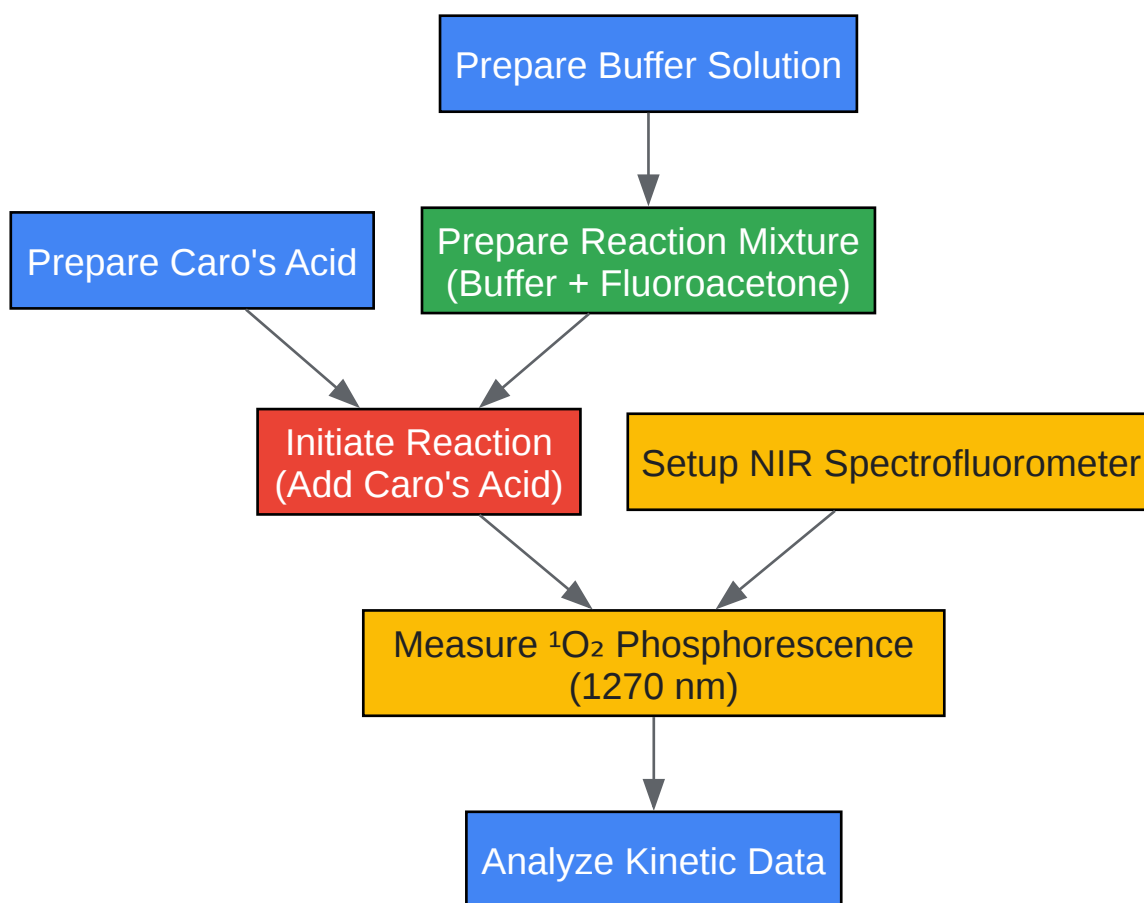 Prepare Buffer Solution
Prepare Caro's Acid
Prepare Reaction Mixture
(Buffer + Fluoroacetone)
Initiate Reaction
(Add Caro's Acid)
Setup NIR Spectrofluorometer
Measure ¹O₂ Phosphorescence
(1270 nm)
Analyze Kinetic Data